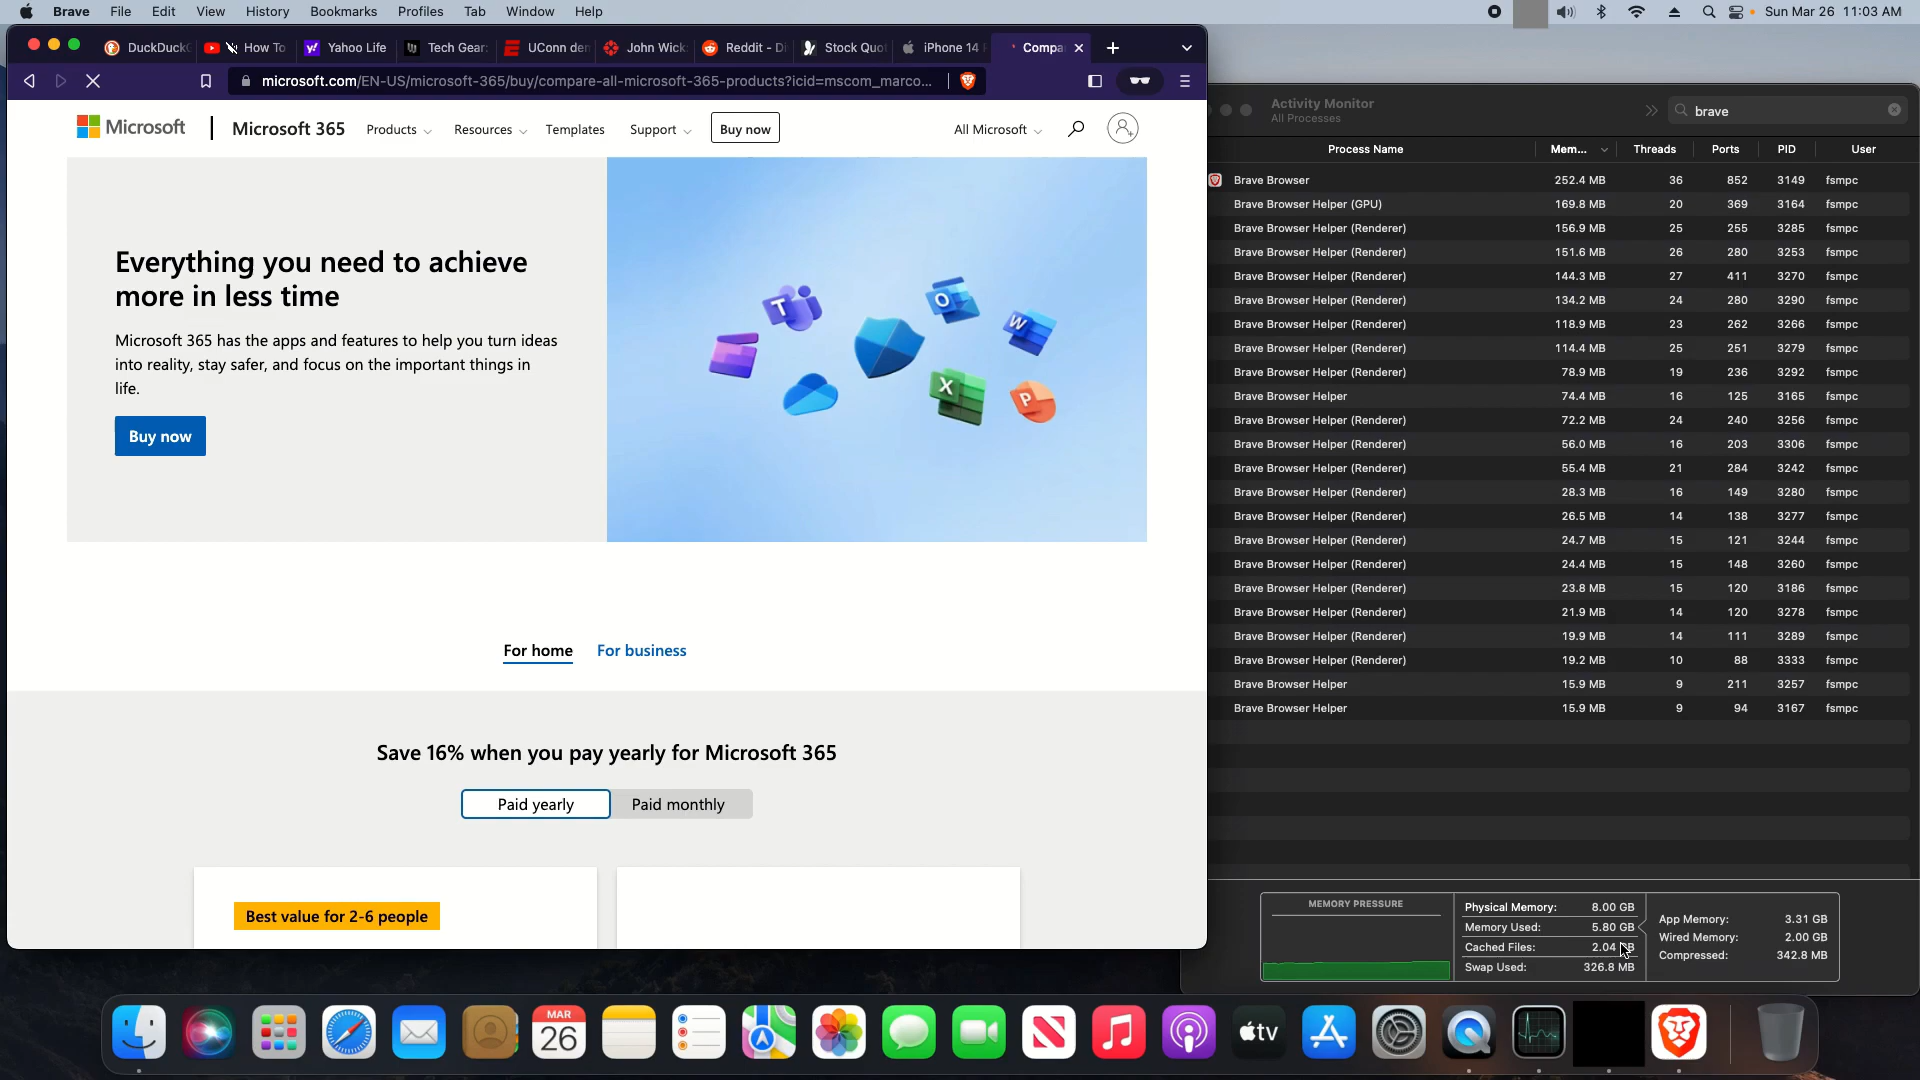 Brave File Edit View History Bookmarks Profiles Tab Window Help
Sun Mar 26 11:03 AM
DuckDuckG
How To
Yahoo Life
Tech Gear:
UConn den
John Wick:
Reddit - Di
Stock Quot
iPhone 14
Compa
microsoft.com/EN-US/microsoft-365/buy/compare-all-microsoft-365-products?icid=mscom_marco...
Microsoft
Microsoft 365
Products
Resources
Templates
Support
Buy now
All Microsoft
Everything you need to achieve
more in less time
Microsoft 365 has the apps and features to help you turn ideas
into reality, stay safer, and focus on the important things in
life.
Buy now
T
O
W
X
P
For home
For business
Save 16% when you pay yearly for Microsoft 365
Paid yearly
Paid monthly
Best value for 2-6 people
Activity Monitor
All Processes
brave
Process Name Mem... Threads Ports PID User
Brave Browser 252.4 MB 36 852 3149 fsmpc
Brave Browser Helper (GPU) 169.8 MB 20 369 3164 fsmpc
Brave Browser Helper (Renderer) 156.9 MB 25 255 3285 fsmpc
Brave Browser Helper (Renderer) 151.6 MB 26 280 3253 fsmpc
Brave Browser Helper (Renderer) 144.3 MB 27 411 3270 fsmpc
Brave Browser Helper (Renderer) 134.2 MB 24 280 3290 fsmpc
Brave Browser Helper (Renderer) 118.9 MB 23 262 3266 fsmpc
Brave Browser Helper (Renderer) 114.4 MB 25 251 3279 fsmpc
Brave Browser Helper (Renderer) 78.9 MB 19 236 3292 fsmpc
Brave Browser Helper 74.4 MB 16 125 3165 fsmpc
Brave Browser Helper (Renderer) 72.2 MB 24 240 3256 fsmpc
Brave Browser Helper (Renderer) 56.0 MB 16 203 3306 fsmpc
Brave Browser Helper (Renderer) 55.4 MB 21 284 3242 fsmpc
Brave Browser Helper (Renderer) 28.3 MB 16 149 3280 fsmpc
Brave Browser Helper (Renderer) 26.5 MB 14 138 3277 fsmpc
Brave Browser Helper (Renderer) 24.7 MB 15 121 3244 fsmpc
Brave Browser Helper (Renderer) 24.4 MB 15 148 3260 fsmpc
Brave Browser Helper (Renderer) 23.8 MB 15 120 3186 fsmpc
Brave Browser Helper (Renderer) 21.9 MB 14 120 3278 fsmpc
Brave Browser Helper (Renderer) 19.9 MB 14 111 3289 fsmpc
Brave Browser Helper (Renderer) 19.2 MB 10 88 3333 fsmpc
Brave Browser Helper 15.9 MB 9 211 3257 fsmpc
Brave Browser Helper 15.9 MB 9 94 3167 fsmpc
MEMORY PRESSURE
Physical Memory: 8.00 GB
Memory Used: 5.80 GB
Cached Files: 2.04 GB
Swap Used: 326.8 MB
App Memory: 3.31 GB
Wired Memory: 2.00 GB
Compressed: 342.8 MB
MAR
26
tv